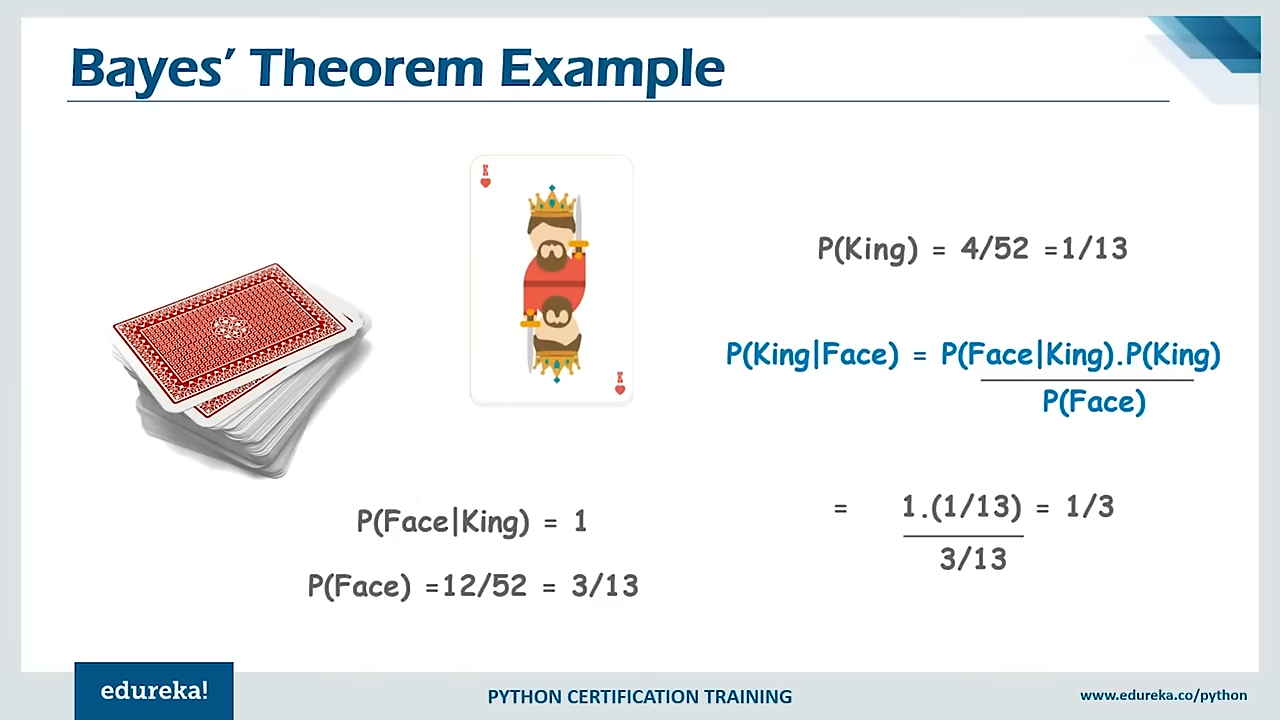 Bayes' Theorem Example
K
K
P(King) = 4/52 =1/13
P(King|Face) = P(Face|King).P(King)
P(Face)
= 1.(1/13) = 1/3
3/13
P(Face|King) = 1
P(Face) =12/52 = 3/13
edureka!
PYTHON CERTIFICATION TRAINING
www.edureka.co/python